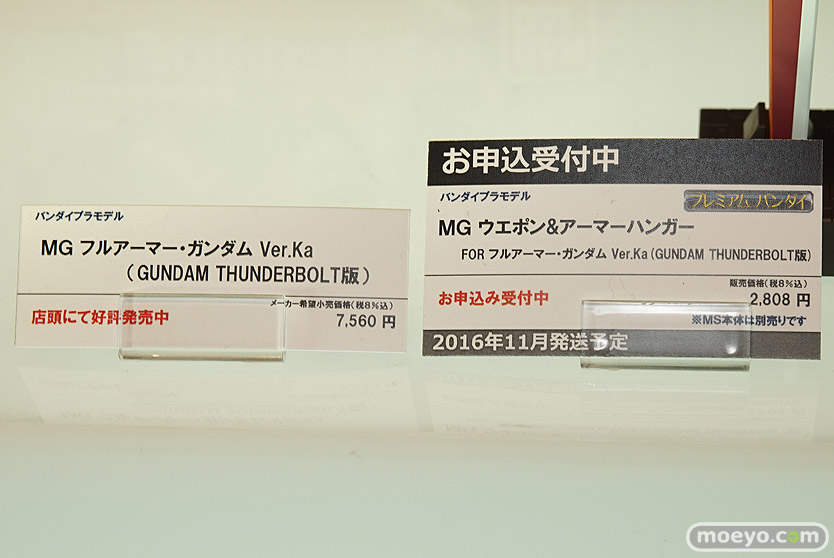 バンダイプラモデル
MG フルアーマー・ガンダム Ver.Ka
(GUNDAM THUNDERBOLT版)
メーカー希望小売価格(税8%込)
店頭にて好評発売中
7,560 円
お申込受付中
バンダイプラモデル
プレミアム バンダイ
MG ウエポン&アーマーハンガー
FOR フルアーマー・ガンダム Ver.Ka (GUNDAM THUNDERBOLT版)
販売価格(税8%込)
お申込み受付中
2,808 円
※MS本体は別売りです
2016年11月発送予定
moeyo.com